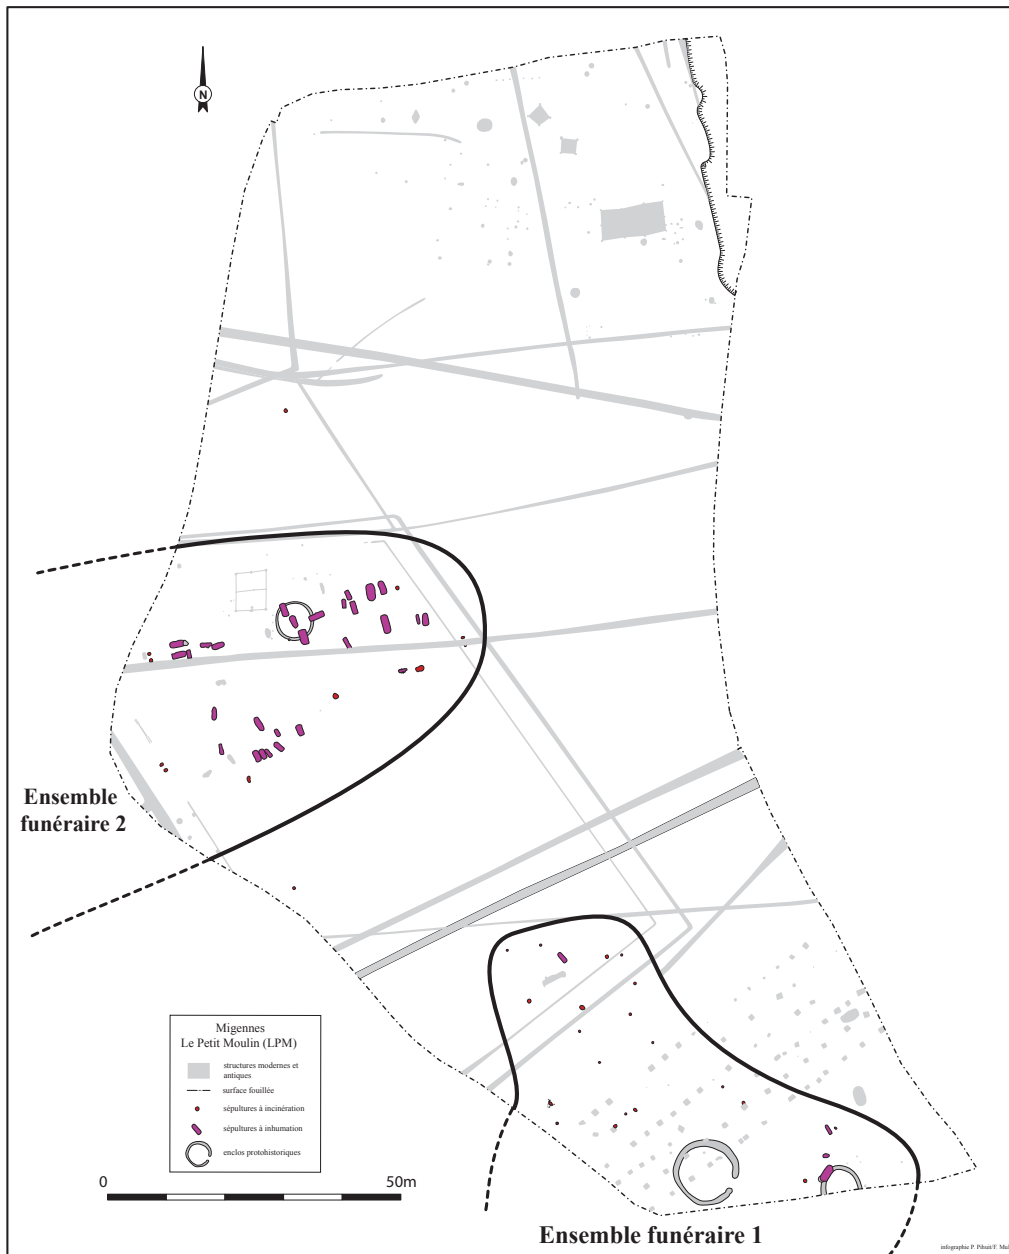 N
Ensemble
funéraire 2
Migennes
Le Petit Moulin (LPM)
structures modernes et
antiques
surface fouillée
sépultures à incinération
sépultures à inhumation
enclos protohistoriques
0
50m
Ensemble funéraire 1
infographie P. Pihuit/F.